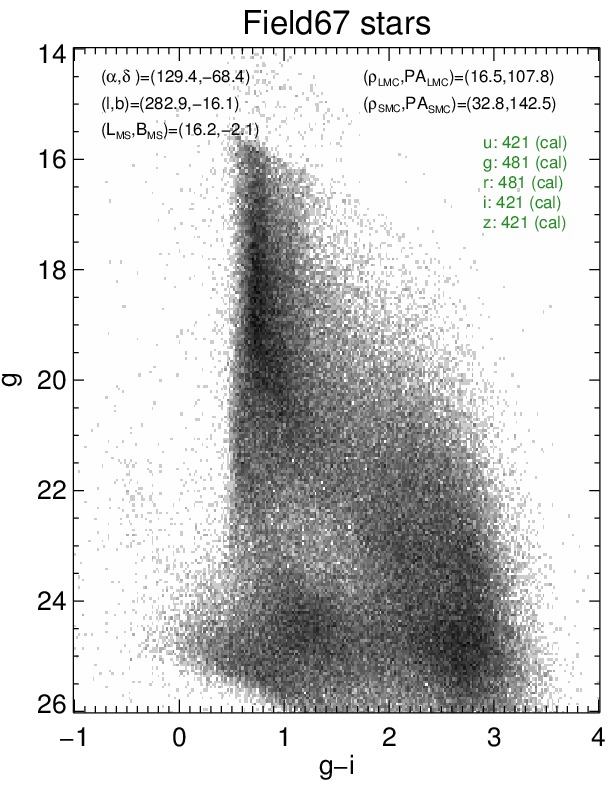 Field67 stars
(α,δ )=(129.4,−68.4)
(ρLMC,PALMC)=(16.5,107.8)
(l,b)=(282.9,−16.1)
(ρSMC,PASMC)=(32.8,142.5)
(LMS,BMS)=(16.2,−2.1)
u: 421 (cal)
g: 481 (cal)
r: 481 (cal)
i: 421 (cal)
z: 421 (cal)
14
16
18
20
22
24
26
g
−1 0 1 2 3 4
g−i